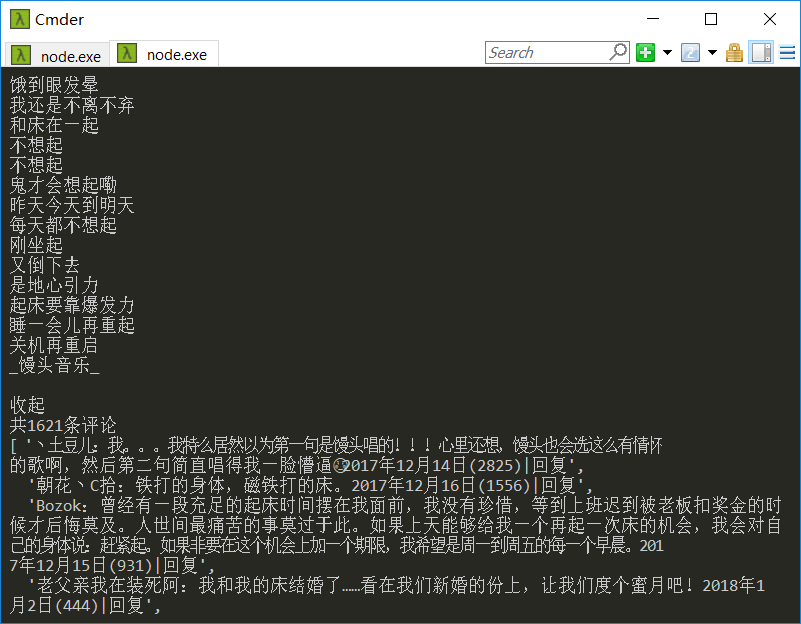 Cmder
node.exe
node.exe
Search
饿到眼发晕
我还是不离不弃
和床在一起
不想起
不想起
鬼才会想起嘞
昨天今天到明天
每天都不想起
刚坐起
又倒下去
是地心引力
起床要靠爆发力
睡一会儿再重起
关机再重启
_馒头音乐_
收起
共1621条评论
[ '丶土豆儿：我。。。我特么居然以为第一句是馒头唱的！！！心里还想，馒头也会选这么有情怀
的歌啊，然后第二句简直唱得我一脸懵逼😳2017年12月14日(2825)|回复',
'朝花丶C拾：铁打的身体，磁铁打的床。2017年12月16日(1556)|回复',
'Bozok：曾经有一段充足的起床时间摆在我面前，我没有珍惜，等到上班迟到被老板扣奖金的时
候才后悔莫及。人世间最痛苦的事莫过于此。如果上天能够给我一个再起一次床的机会，我会对自
己的身体说：赶紧起。如果非要在这个机会上加一个期限，我希望是周一到周五的每一个早晨。201
7年12月15日(931)|回复',
'老父亲我在装死阿：我和我的床结婚了……看在我们新婚的份上，让我们度个蜜月吧！2018年1
月2日(444)|回复',